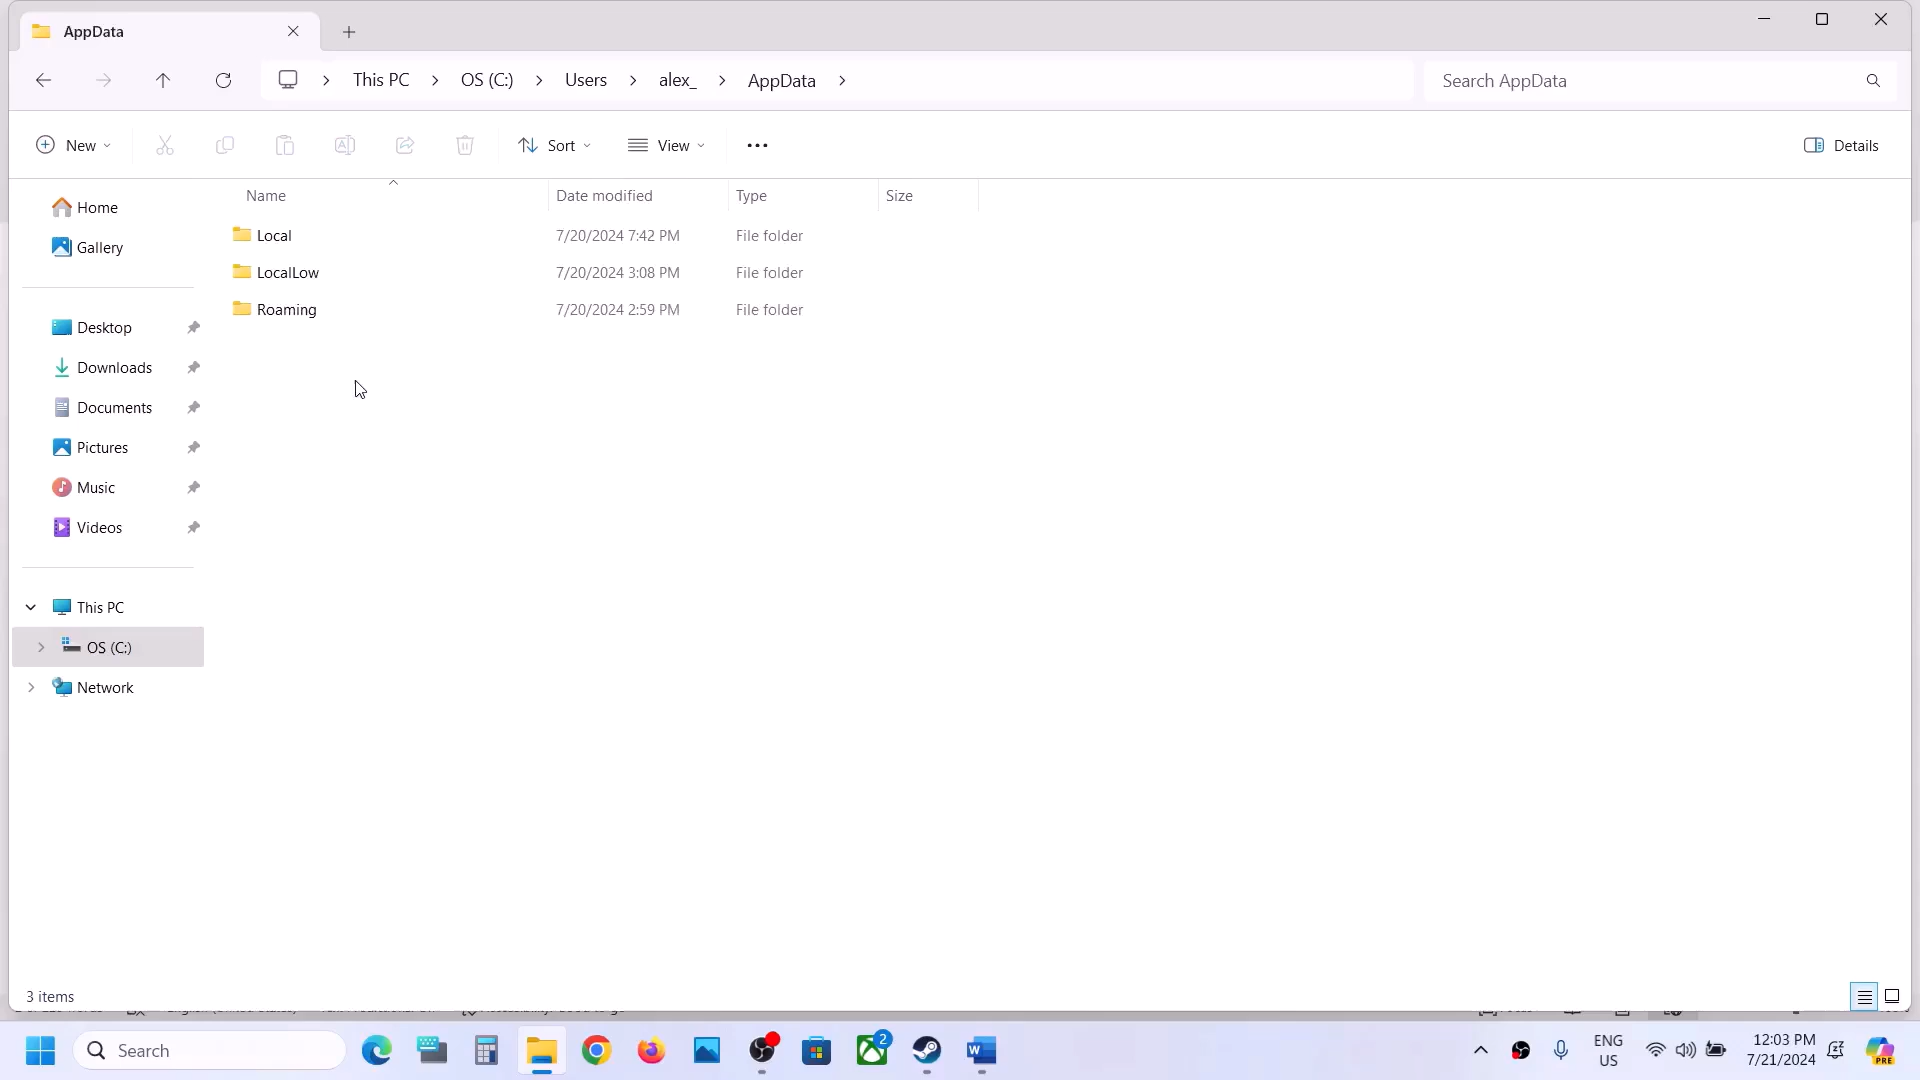 AppData
This PC
OS (C:)
Users
alex_
AppData
Search AppData
New
Sort
View
Details
Name
Date modified
Type
Size
Home
Gallery
Desktop
Downloads
Documents
Pictures
Music
Videos
This PC
OS (C:)
Network
Local 7/20/2024 7:42 PM File folder
LocalLow 7/20/2024 3:08 PM File folder
Roaming 7/20/2024 2:59 PM File folder
3 items
Search
2
ENG
US
12:03 PM
7/21/2024
PRE